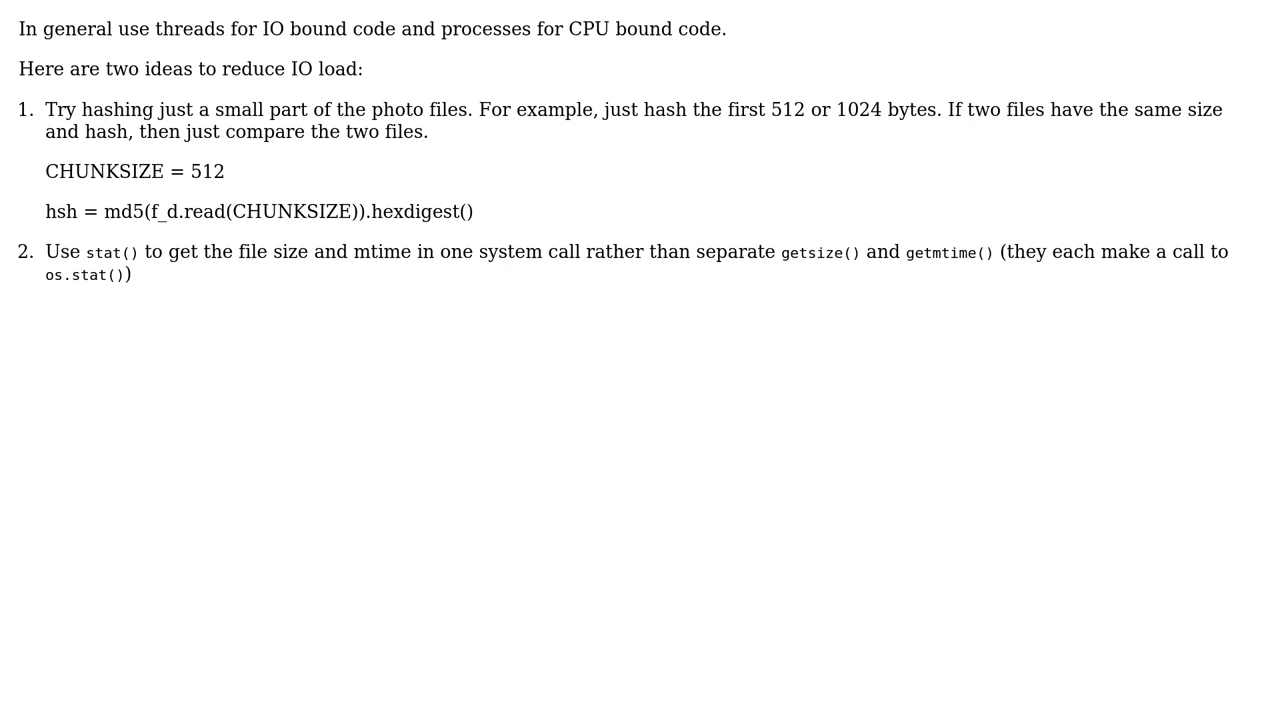 In general use threads for IO bound code and processes for CPU bound code.
Here are two ideas to reduce IO load:
1. Try hashing just a small part of the photo files. For example, just hash the first 512 or 1024 bytes. If two files have the same size
and hash, then just compare the two files.
CHUNKSIZE = 512
hsh = md5(f_d.read(CHUNKSIZE)).hexdigest()
2. Use stat() to get the file size and mtime in one system call rather than separate getsize() and getmtime() (they each make a call to
os.stat())